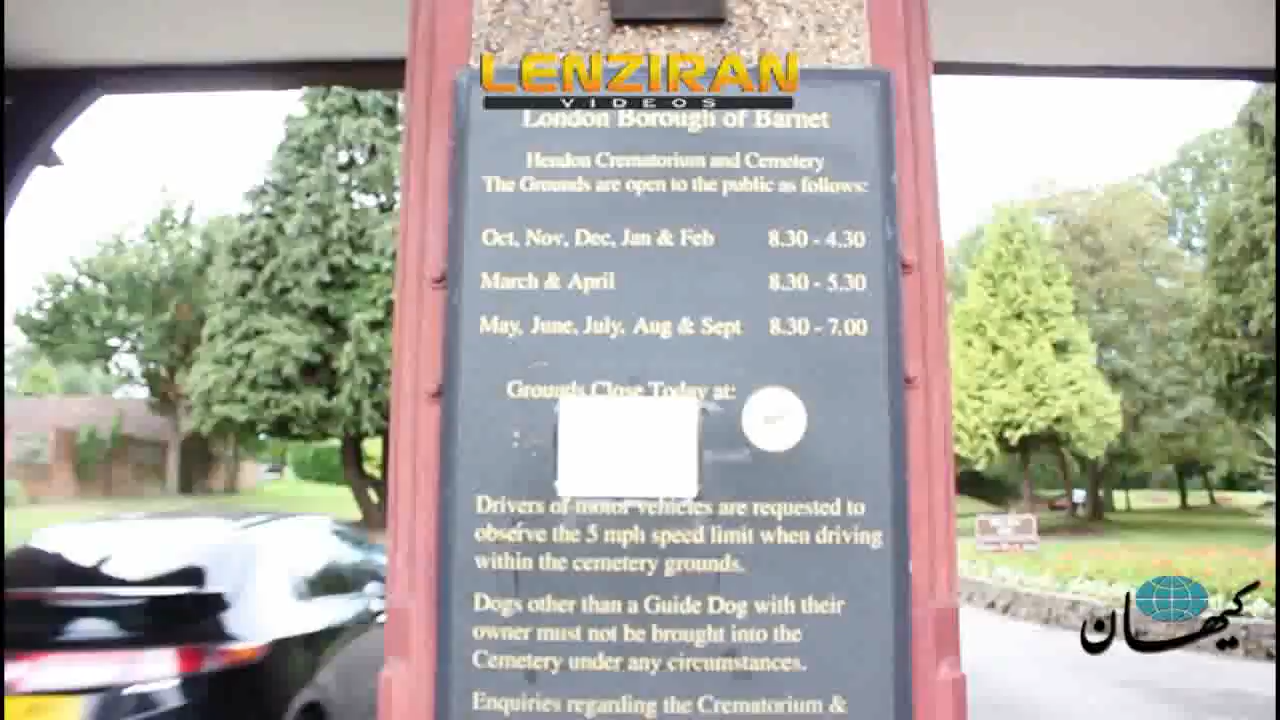 LENZIRAN
VIDEOS
London Borough of Barnet
Hendon Crematorium and Cemetery
The Grounds are open to the public as follows:
Oct, Nov, Dec, Jan & Feb 8.30 - 4.30
March & April 8.30 - 5.30
May, June, July, Aug & Sept 8.30 - 7.00
Grounds Close Today at:
Drivers of motor vehicles are requested to
observe the 5 mph speed limit when driving
within the cemetery grounds.
Dogs other than a Guide Dog with their
owner must not be brought into the
Cemetery under any circumstances.
Enquiries regarding the Crematorium &
کیهان